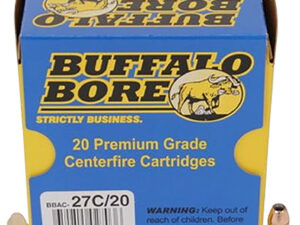 BUFFALO
BORE
STRICTLY BUSINESS.
20 Premium Grade
Centerfire Cartridges
BBAC- 27C/20
WARNING: Keep out of
reach of children. Before